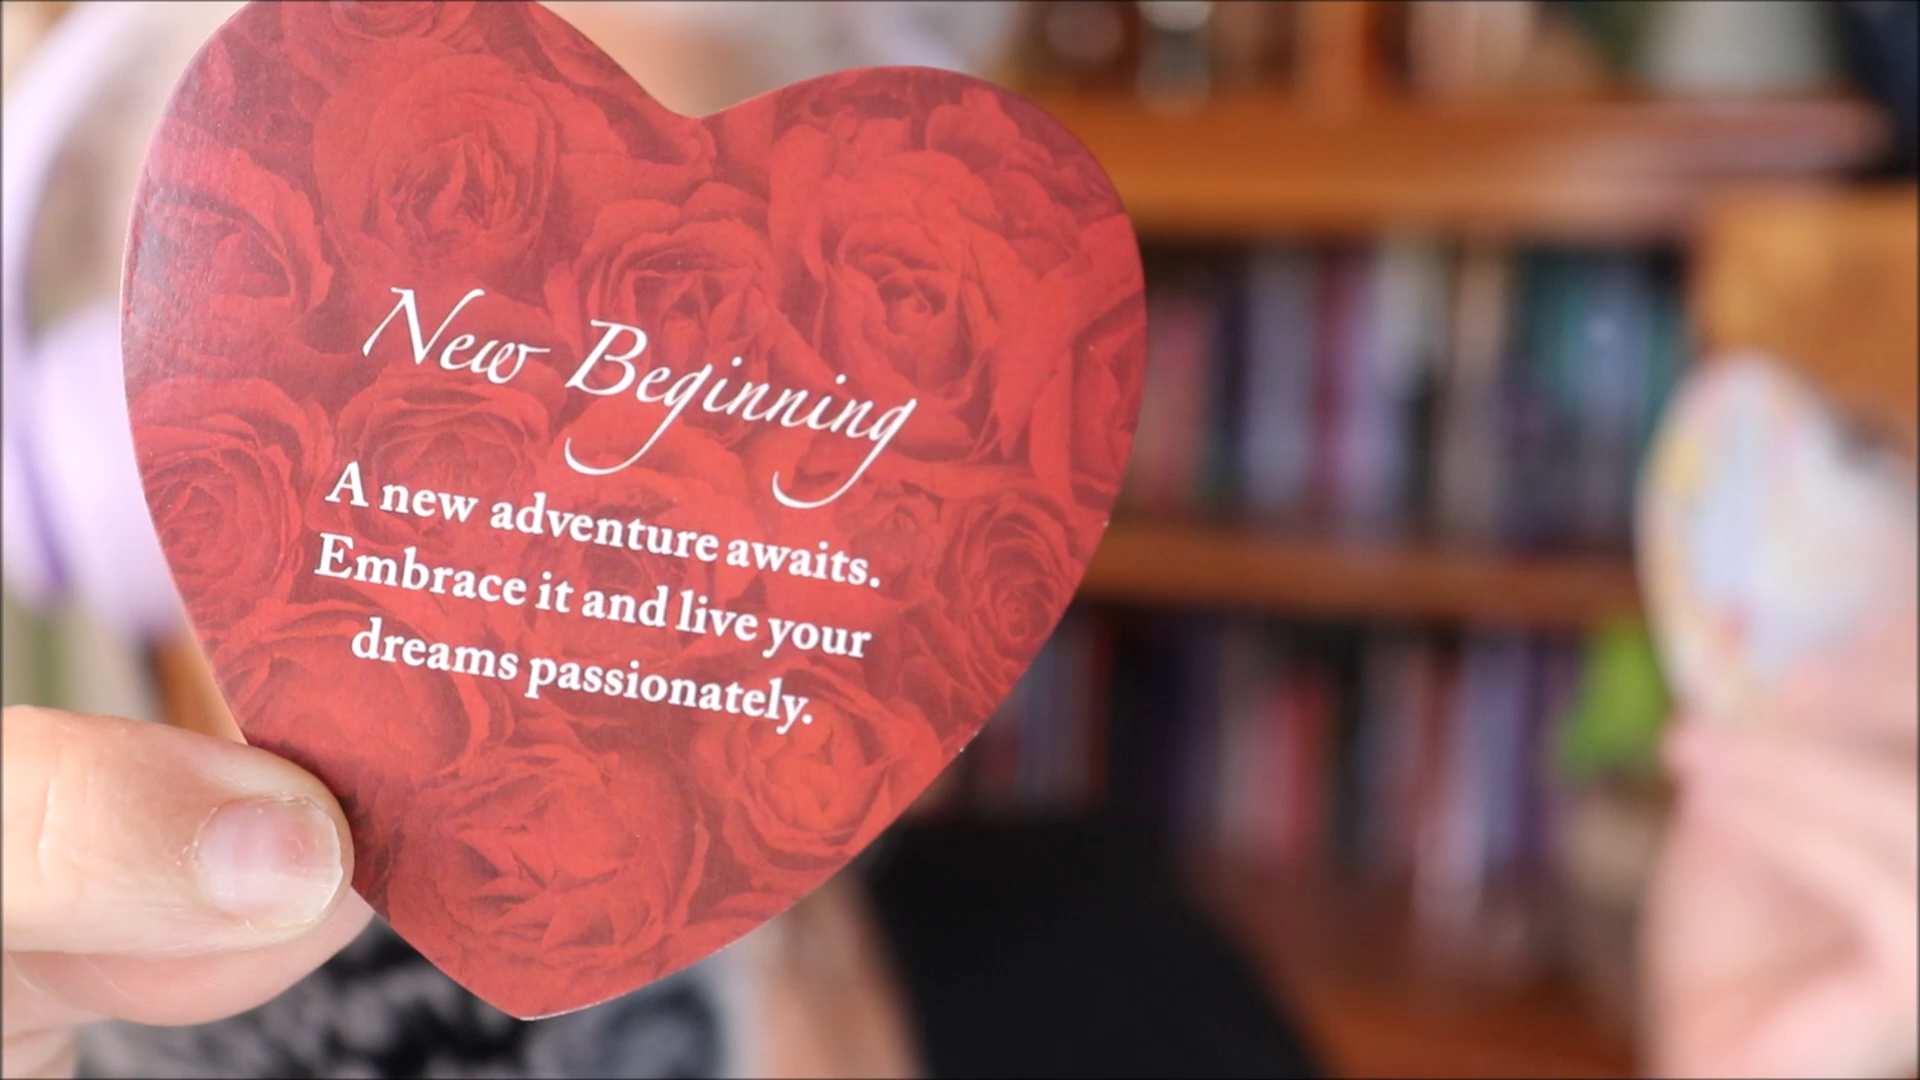 New Beginning
A new adventure awaits.
Embrace it and live your
dreams passionately.